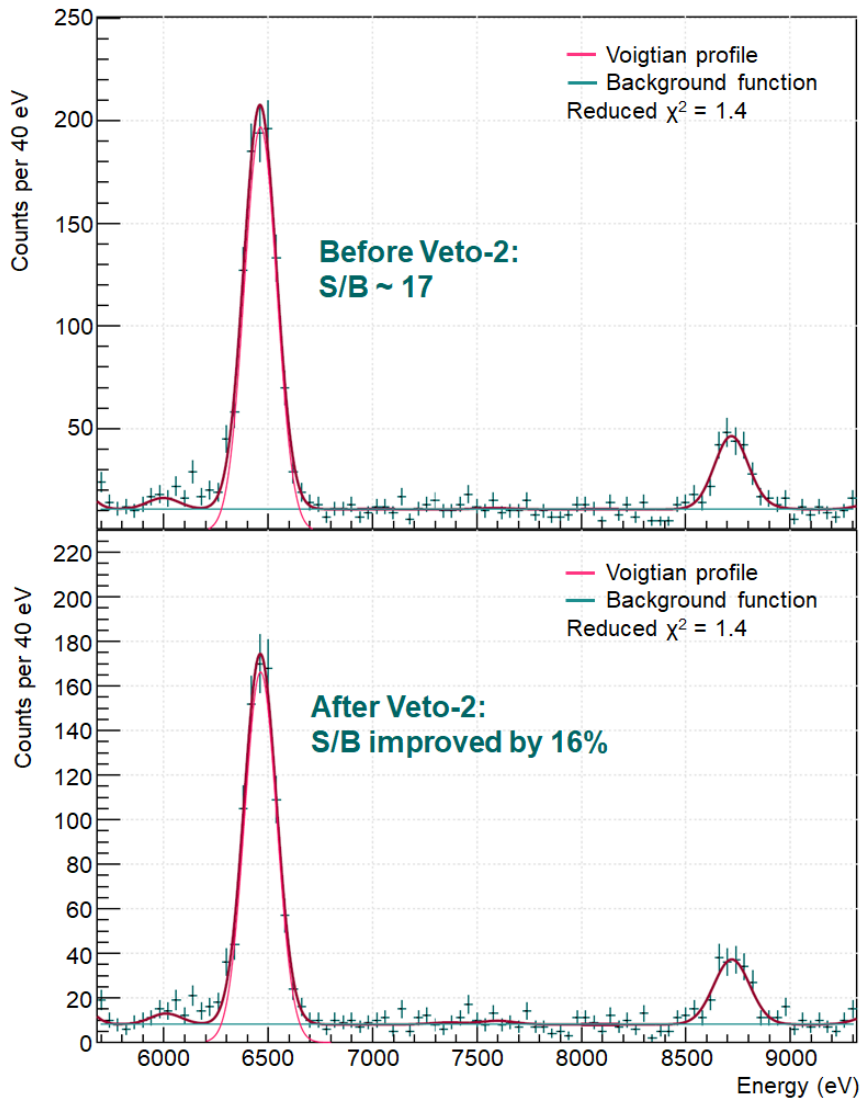 250
200
150
100
50
Counts per 40 eV
Voigtian profile
Background function
Reduced χ² = 1.4
Before Veto-2:
S/B ~ 17
220
200
180
160
140
120
100
80
60
40
20
0
Counts per 40 eV
Voigtian profile
Background function
Reduced χ² = 1.4
After Veto-2:
S/B improved by 16%
6000 6500 7000 7500 8000 8500 9000
Energy (eV)